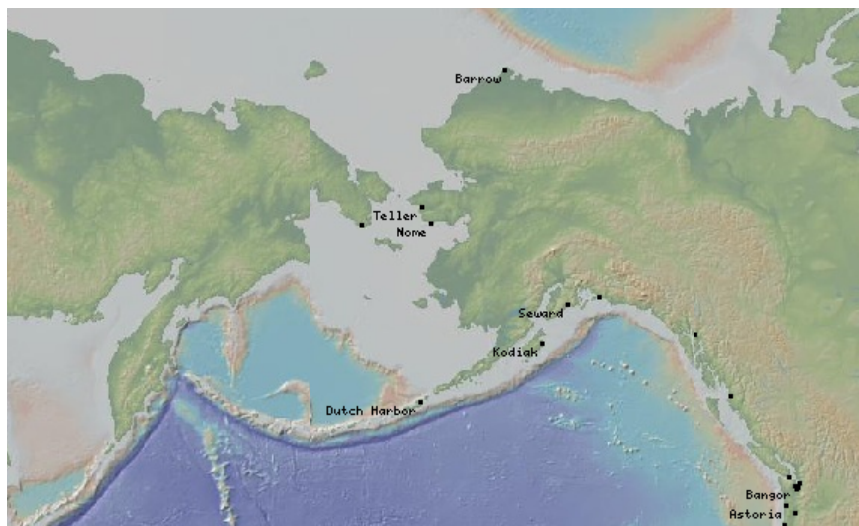 Barrow
Teller
Nome
Seward
Kodiak
Dutch Harbor
Bangor
Astoria